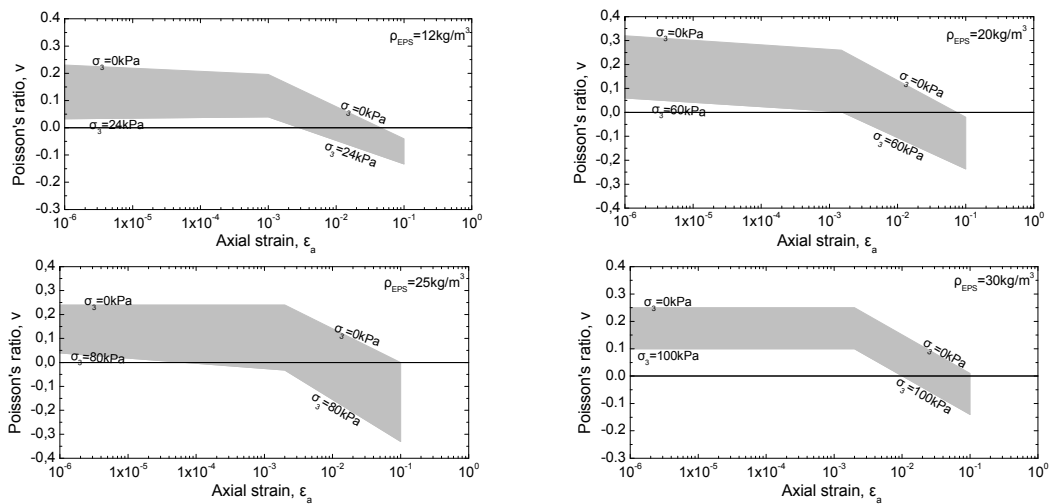 0,4
ρEPS=12kg/m³
0,3
σ3=0kPa
0,2
0,1
σ3=0kPa
σ3=24kPa
0,0
σ3=24kPa
-0,1
-0,2
-0,3
Poisson's ratio, v
10⁻⁶ 1x10⁻⁵ 1x10⁻⁴ 10⁻³ 10⁻² 10⁻¹ 10⁰
Axial strain, εa
0,4
ρEPS=20kg/m³
σ3=0kPa
0,3
0,2
σ3=0kPa
0,1
σ3=60kPa
0,0
σ3=60kPa
-0,1
-0,2
-0,3
Poisson's ratio, v
10⁻⁶ 1x10⁻⁵ 1x10⁻⁴ 10⁻³ 10⁻² 10⁻¹ 10⁰
Axial strain, εa
0,4
ρEPS=25kg/m³
0,3
σ3=0kPa
0,2
0,1
σ3=0kPa
σ3=80kPa
0,0
-0,1
σ3=80kPa
-0,2
-0,3
-0,4
Poisson's ratio, v
10⁻⁶ 1x10⁻⁵ 1x10⁻⁴ 10⁻³ 10⁻² 10⁻¹ 10⁰
Axial strain, εa
0,4
ρEPS=30kg/m³
0,3
σ3=0kPa
0,2
0,1
σ3=100kPa
σ3=0kPa
0,0
σ3=100kPa
-0,1
-0,2
-0,3
Poisson's ratio, v
10⁻⁶ 1x10⁻⁵ 1x10⁻⁴ 10⁻³ 10⁻² 10⁻¹ 10⁰
Axial strain, εa